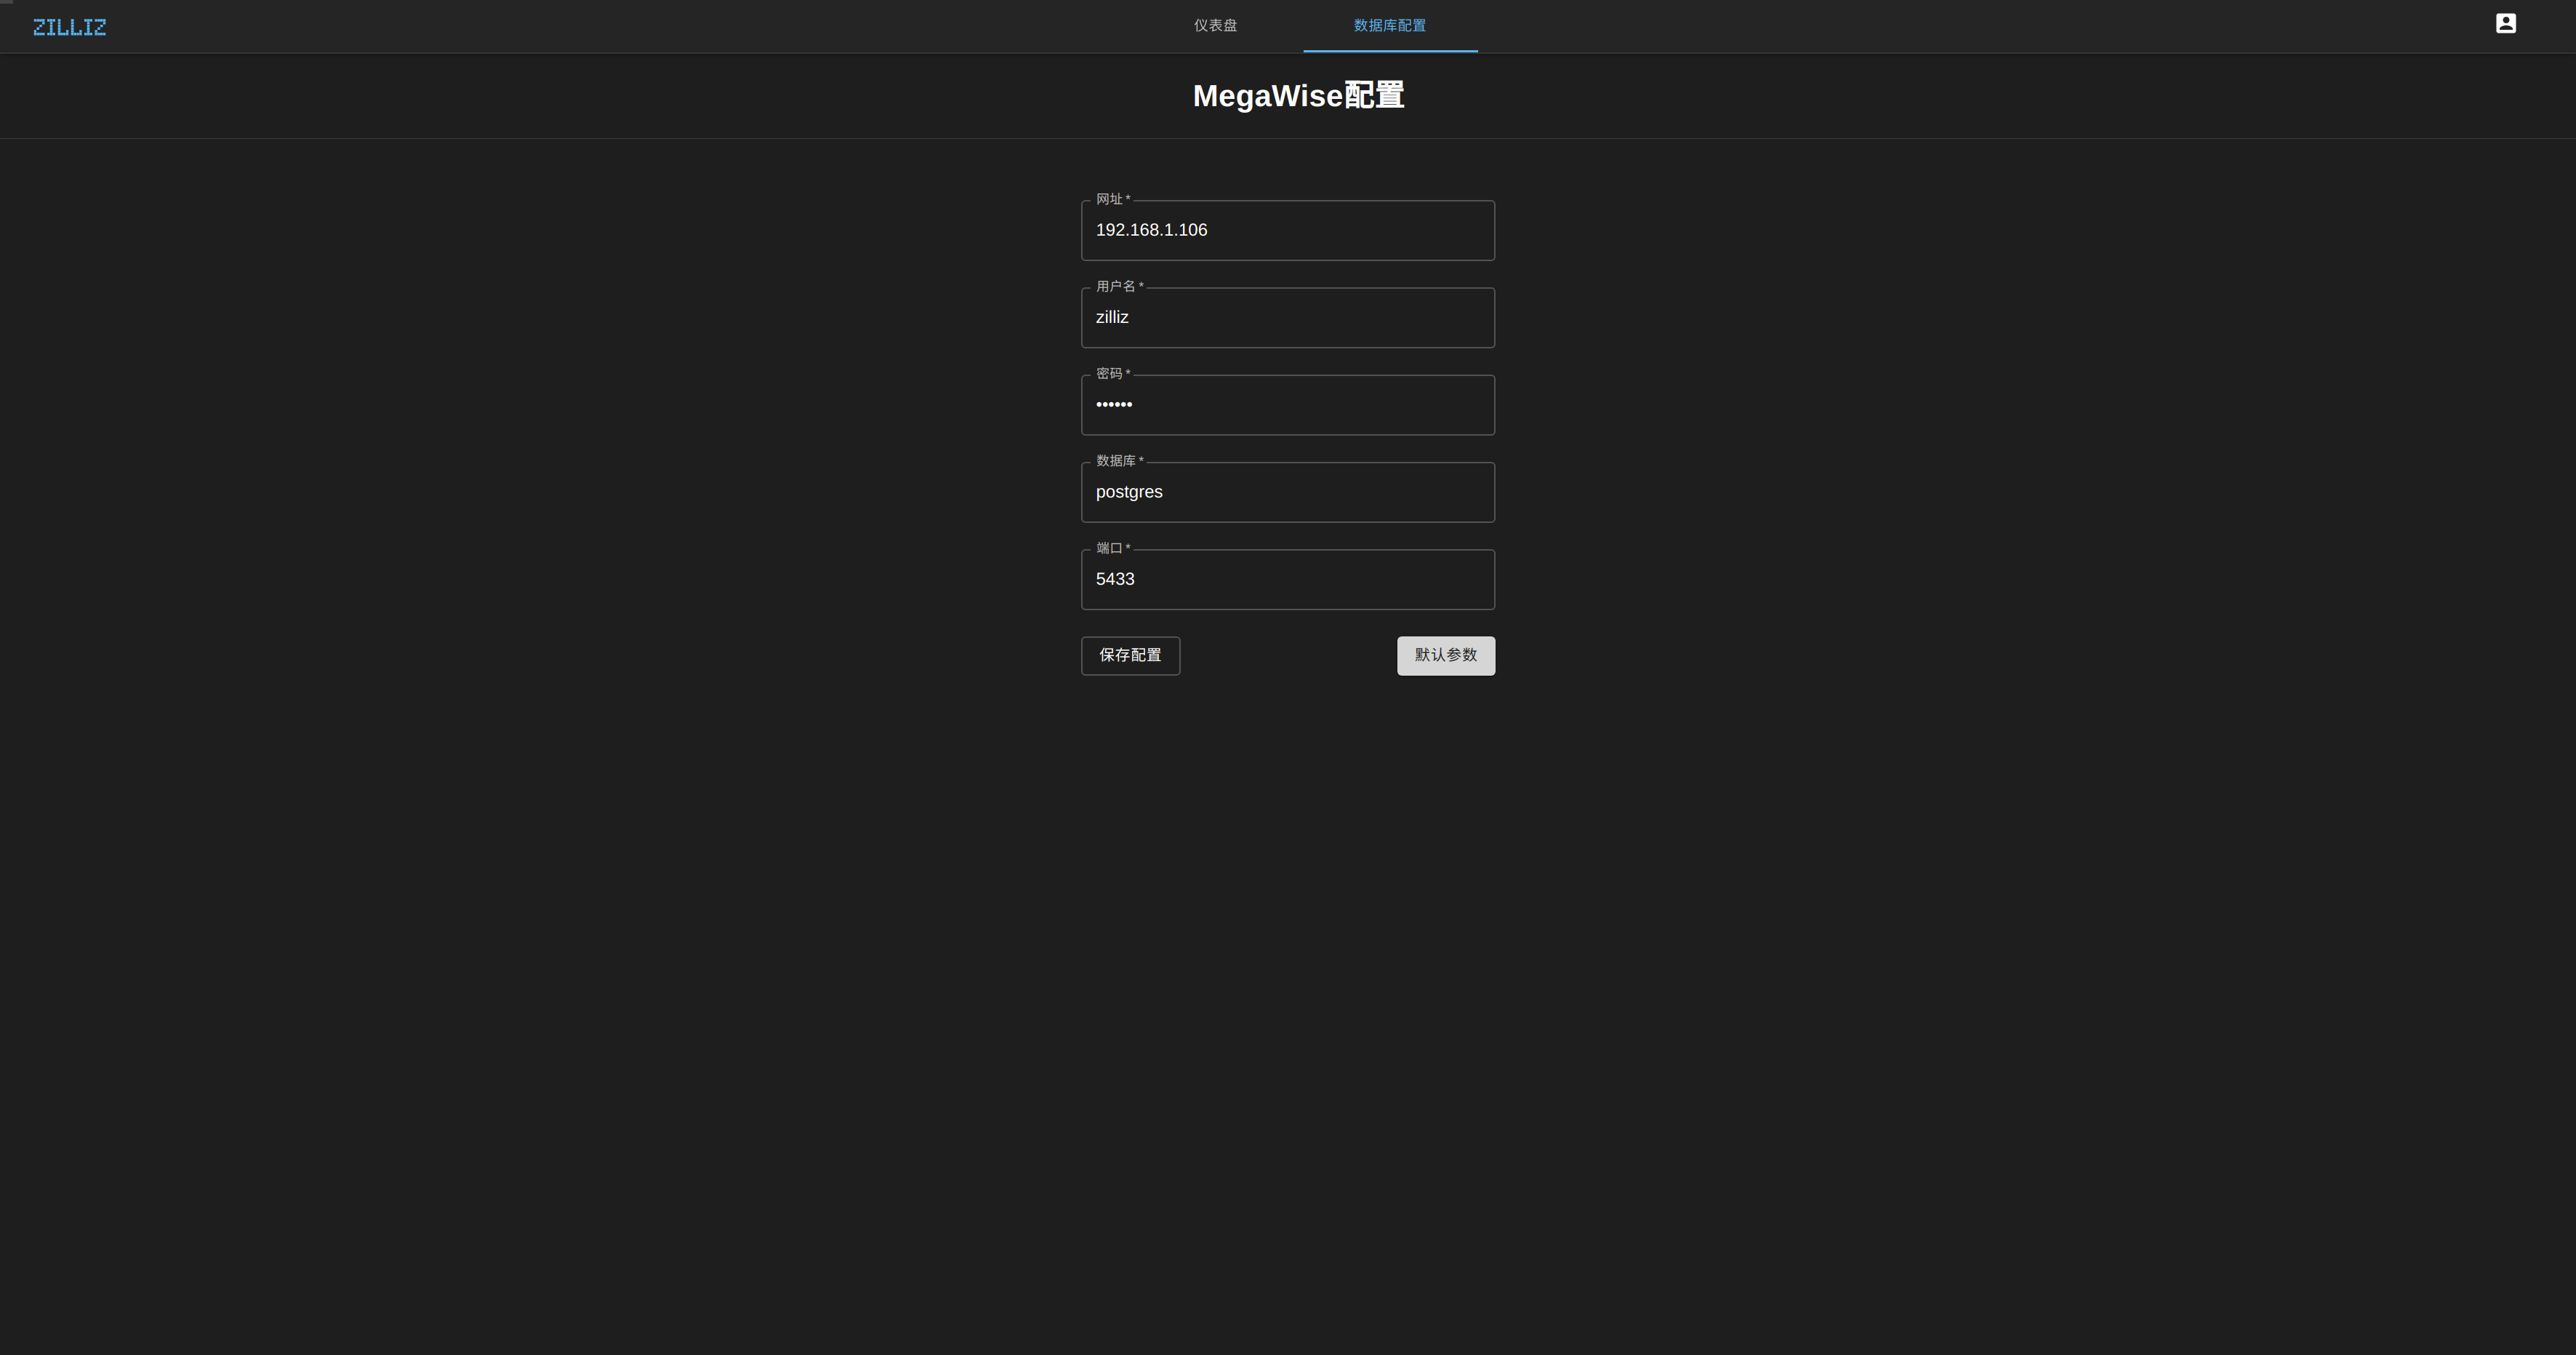 ZILLIZ
仪表盘
数据库配置
MegaWise配置
网址 *
192.168.1.106
用户名 *
zilliz
密码 *
••••••
数据库 *
postgres
端口 *
5433
保存配置
默认参数